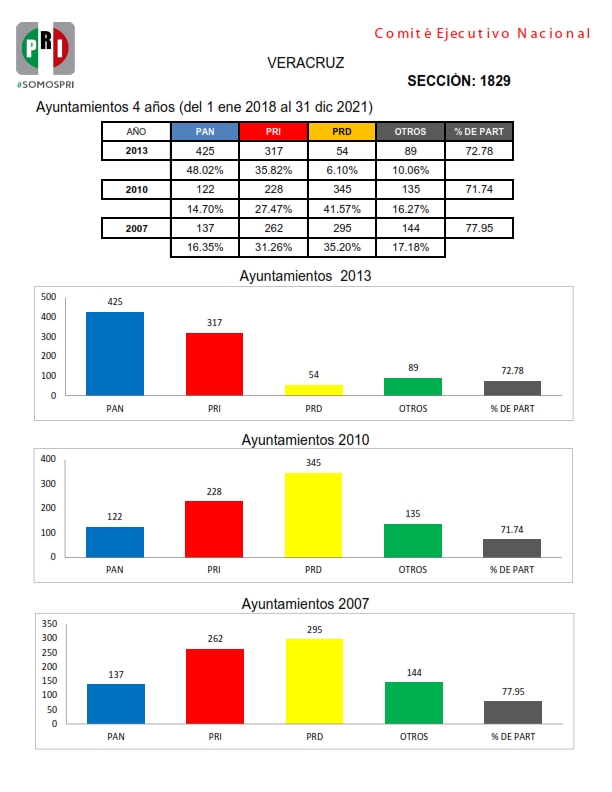 PRI
#SOMOSPRI
Comité Ejecutivo Nacional
VERACRUZ
SECCIÓN: 1829
Ayuntamientos 4 años (del 1 ene 2018 al 31 dic 2021)
AÑO PAN PRI PRD OTROS % DE PART
2013 425 317 54 89 72.78
48.02% 35.82% 6.10% 10.06%
2010 122 228 345 135 71.74
14.70% 27.47% 41.57% 16.27%
2007 137 262 295 144 77.95
16.35% 31.26% 35.20% 17.18%
Ayuntamientos 2013
500
400
300
200
100
0
425
317
54
89
72.78
PAN PRI PRD OTROS % DE PART
Ayuntamientos 2010
400
300
200
100
0
122
228
345
135
71.74
PAN PRI PRD OTROS % DE PART
Ayuntamientos 2007
350
300
250
200
150
100
50
0
137
262
295
144
77.95
PAN PRI PRD OTROS % DE PART